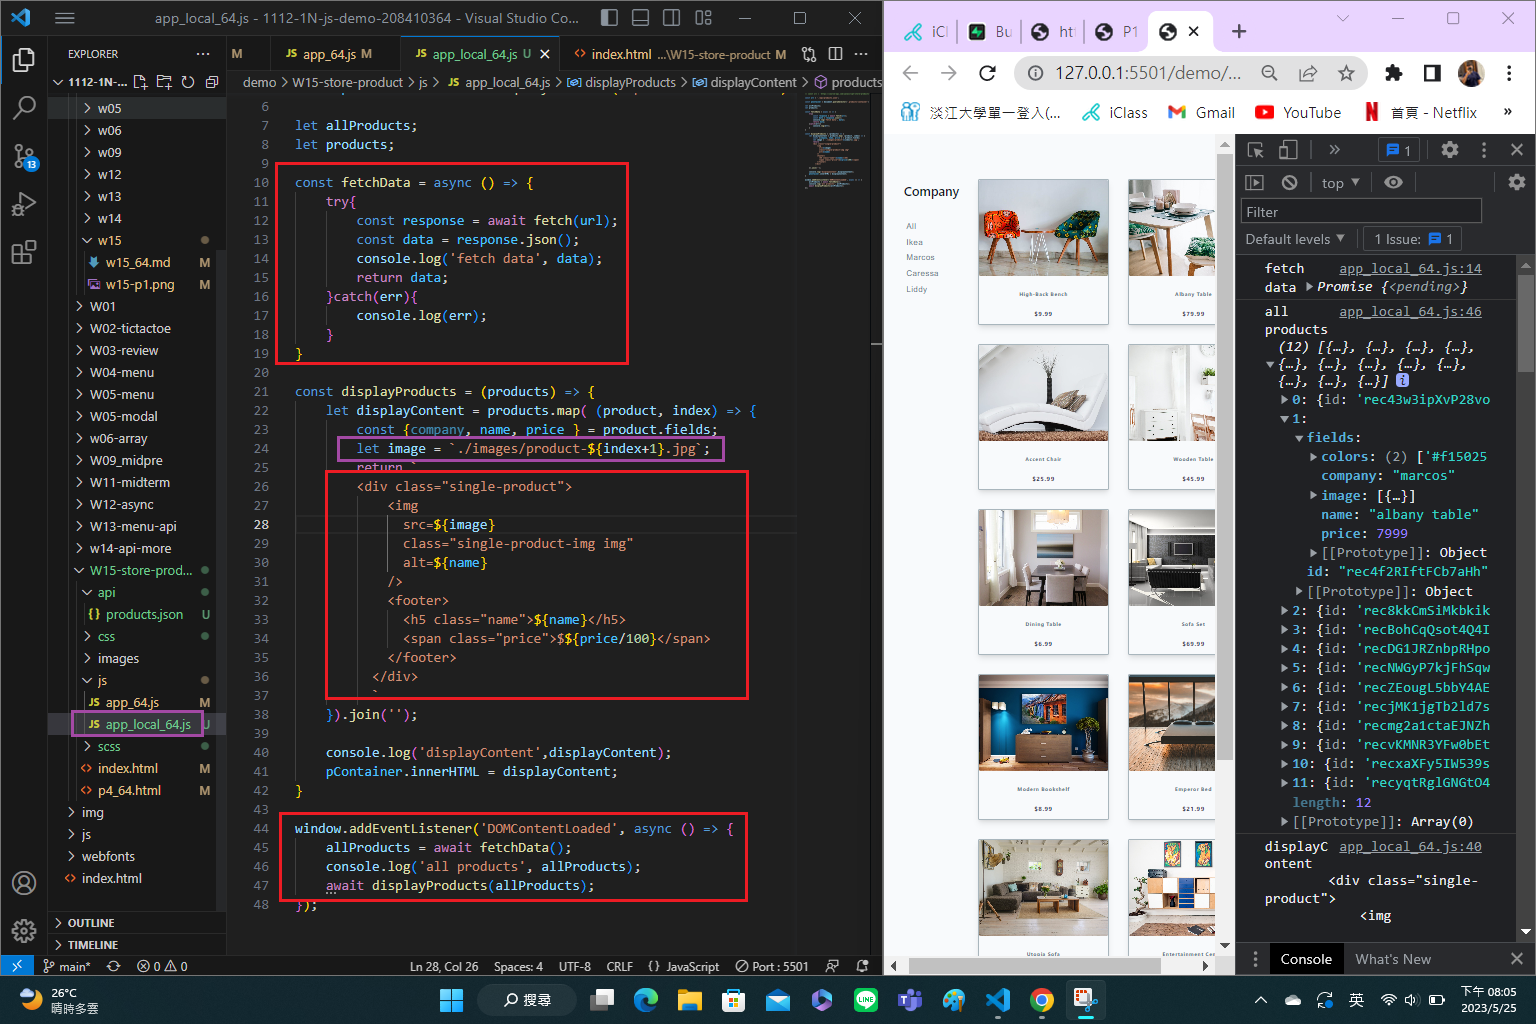 app_local_64.js - 1112-1N-js-demo-208410364 - Visual Studio Co...
EXPLORER
M
JS app_64.js M
JS app_local_64.js U
<> index.html ...\W15-store-product M
1112-1N-...
demo > W15-store-product > js > JS app_local_64.js > displayProducts > displayContent > products
w05
w06
w09
w12
w13
w14
w15
w15_64.md M
w15-p1.png M
W01
W02-tictactoe
W03-review
W04-menu
W05-menu
W05-modal
w06-array
W09_midpre
W11-midterm
W12-async
W13-menu-api
w14-api-more
W15-store-prod...
api
{} products.json U
css
images
js
JS app_64.js M
JS app_local_64.js U
scss
<> index.html M
<> p4_64.html M
img
js
webfonts
<> index.html
OUTLINE
TIMELINE
13
6
7 let allProducts;
8 let products;
9
10 const fetchData = async () => {
11 try{
12 const response = await fetch(url);
13 const data = response.json();
14 console.log('fetch data', data);
15 return data;
16 }catch(err){
17 console.log(err);
18 }
19 }
20
21 const displayProducts = (products) => {
22 let displayContent = products.map( (product, index) => {
23 const {company, name, price } = product.fields;
24 let image = `./images/product-${index+1}.jpg`;
25 return `
26 <div class="single-product">
27 <img
28 src=${image}
29 class="single-product-img img"
30 alt=${name}
31 />
32 <footer>
33 <h5 class="name">${name}</h5>
34 <span class="price">$${price/100}</span>
35 </footer>
36 </div>
37 `
38 }).join('');
39
40 console.log('displayContent',displayContent);
41 pContainer.innerHTML = displayContent;
42 }
43
44 window.addEventListener('DOMContentLoaded', async () => {
45 allProducts = await fetchData();
46 console.log('all products', allProducts);
47 await displayProducts(allProducts);
48 });
main*
0 0
Ln 28, Col 26
Spaces: 4
UTF-8
CRLF
{} JavaScript
Port : 5501
iCl
Bu
ht
P1
127.0.0.1:5501/demo/...
淡江大學單一登入(...
iClass
Gmail
YouTube
首頁 - Netflix
»
Company
All
Ikea
Marcos
Caressa
Liddy
High-Back Bench
$9.99
Albany Table
$79.99
Accent Chair
$25.99
Wooden Table
$45.99
Dining Table
$6.99
Sofa Set
$69.99
Modern Bookshelf
$8.99
Emperor Bed
$21.99
Utopia Sofa
Entertainment Cen
1
top
Filter
Default levels
1 Issue: 1
fetch app_local_64.js:14
data Promise {<pending>}
all app_local_64.js:46
products
(12) [{…}, {…}, {…}, {…},
{…}, {…}, {…}, {…}, {…},
{…}, {…}, {…}] i
0: {id: 'rec43w3ipXvP28vo
1:
fields:
colors: (2) ['#f15025
company: "marcos"
image: [{…}]
name: "albany table"
price: 7999
[[Prototype]]: Object
id: "rec4f2RIftFCb7aHh"
[[Prototype]]: Object
2: {id: 'rec8kkCmSiMkbkik
3: {id: 'recBohCqQsot4Q4I
4: {id: 'recDG1JRZnbpRHpo
5: {id: 'recNWGyP7kjFhSqw
6: {id: 'recZEougL5bbY4AE
7: {id: 'recjMK1jgTb2ld7s
8: {id: 'recmg2a1ctaEJNZh
9: {id: 'recvKMNR3YFw0bEt
10: {id: 'recxaXFy5IW539s
11: {id: 'recyqtRglGNGtO4
length: 12
[[Prototype]]: Array(0)
displayC app_local_64.js:40
ontent
<div class="single-
product">
<img
Console
What's New
26°C
晴時多雲
搜尋
LINE
英
下午 08:05
2023/5/25